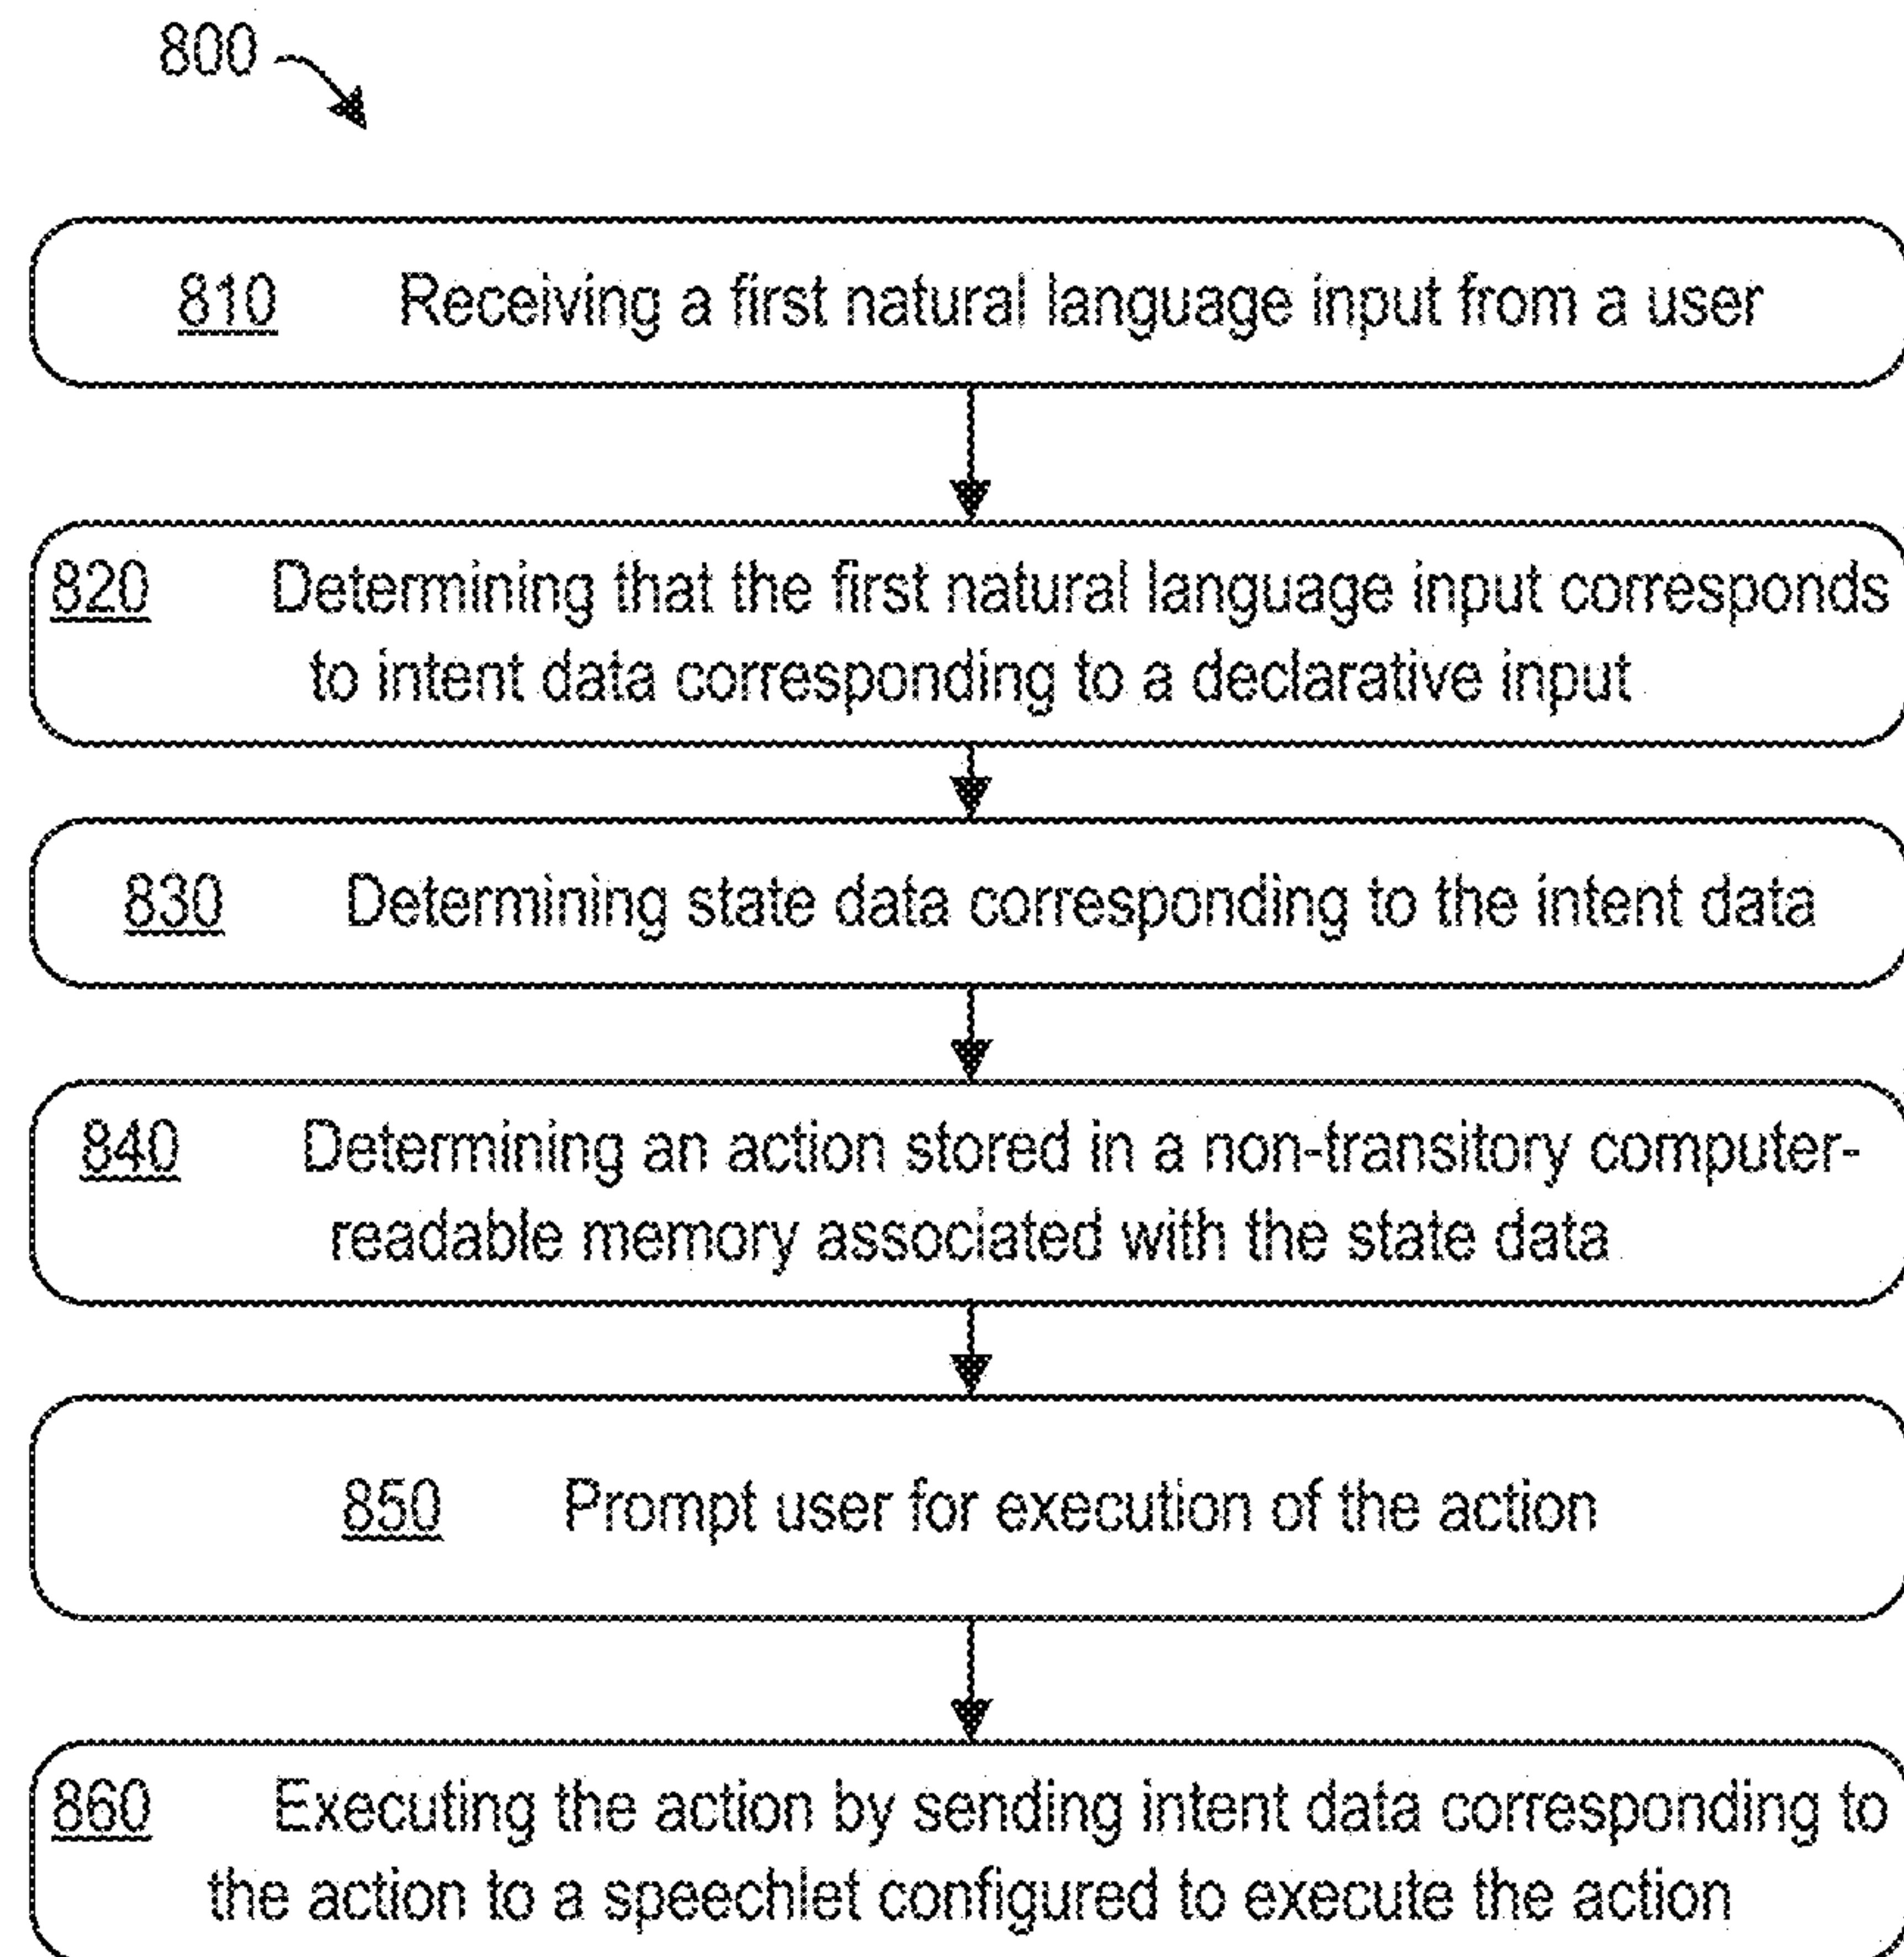 800
810 Receiving a first natural language input from a user
820 Determining that the first natural language input corresponds
to intent data corresponding to a declarative input
830 Determining state data corresponding to the intent data
840 Determining an action stored in a non-transitory computer-
readable memory associated with the state data
850 Prompt user for execution of the action
860 Executing the action by sending intent data corresponding to
the action to a speechlet configured to execute the action